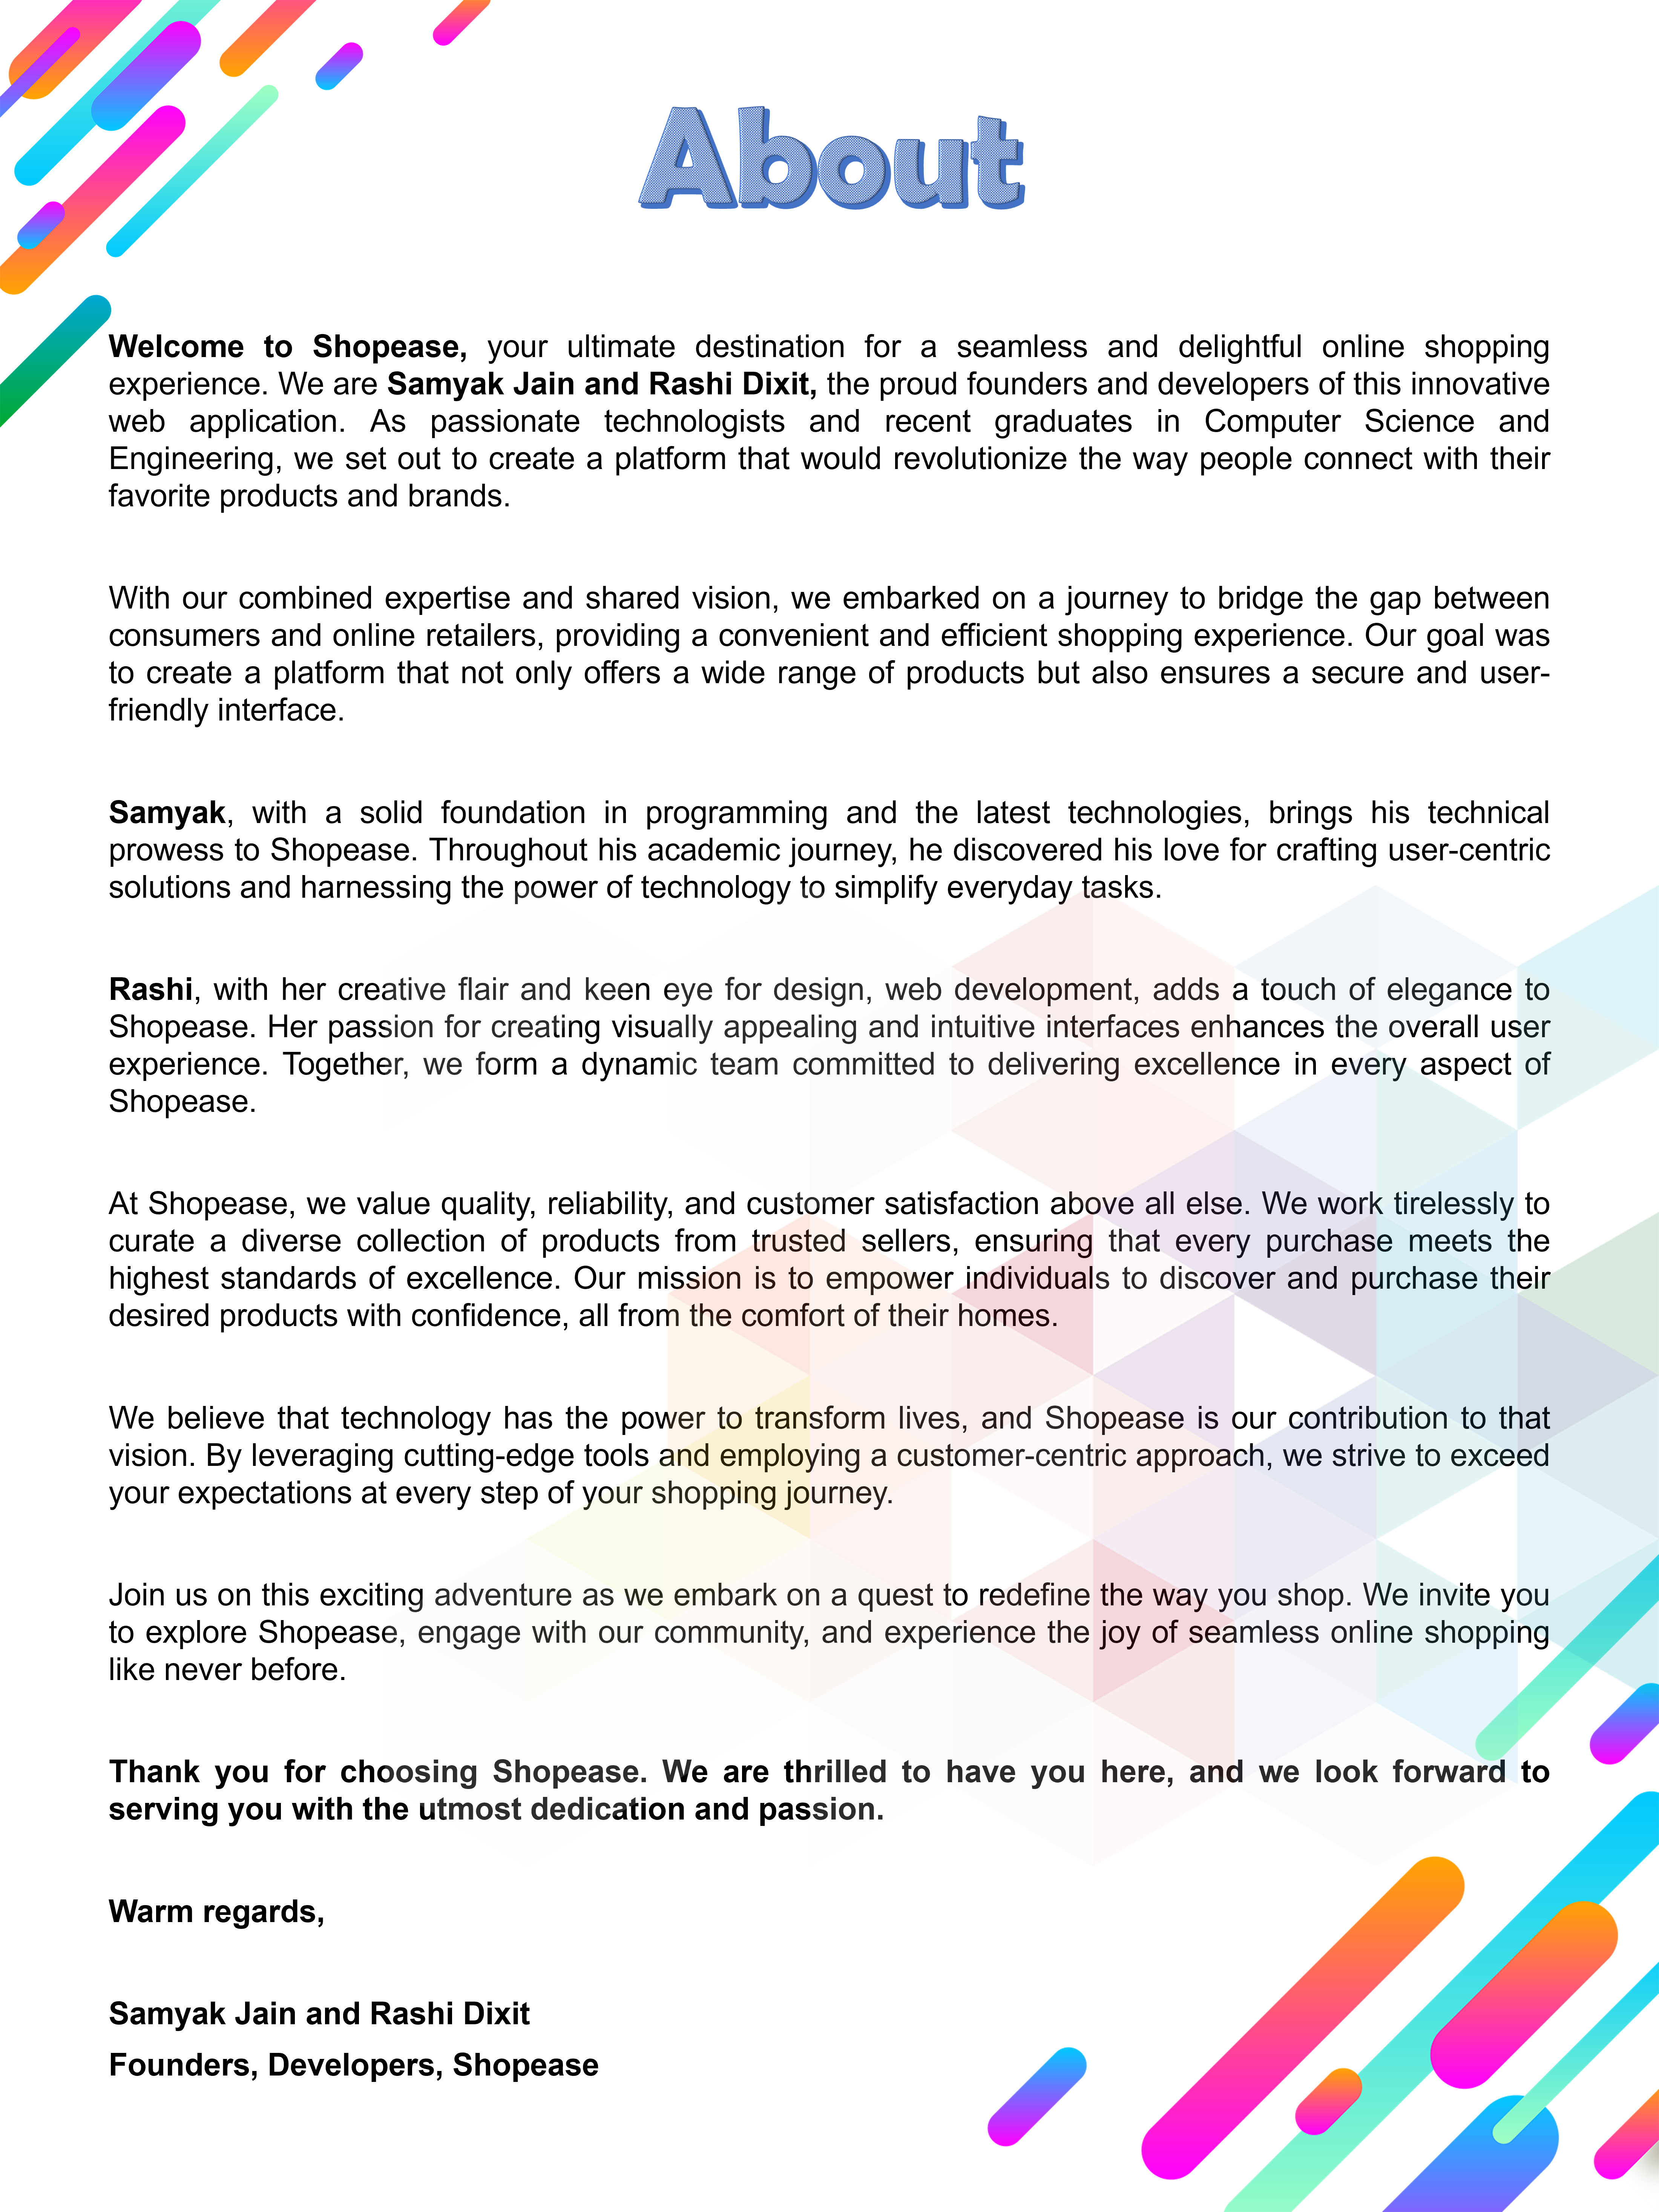 About
Welcome to Shopease, your ultimate destination for a seamless and delightful online shopping
experience. We are Samyak Jain and Rashi Dixit, the proud founders and developers of this innovative
web application. As passionate technologists and recent graduates in Computer Science and
Engineering, we set out to create a platform that would revolutionize the way people connect with their
favorite products and brands.
With our combined expertise and shared vision, we embarked on a journey to bridge the gap between
consumers and online retailers, providing a convenient and efficient shopping experience. Our goal was
to create a platform that not only offers a wide range of products but also ensures a secure and user-
friendly interface.
Samyak, with a solid foundation in programming and the latest technologies, brings his technical
prowess to Shopease. Throughout his academic journey, he discovered his love for crafting user-centric
solutions and harnessing the power of technology to simplify everyday tasks.
Rashi, with her creative flair and keen eye for design, web development, adds a touch of elegance to
Shopease. Her passion for creating visually appealing and intuitive interfaces enhances the overall user
experience. Together, we form a dynamic team committed to delivering excellence in every aspect of
Shopease.
At Shopease, we value quality, reliability, and customer satisfaction above all else. We work tirelessly to
curate a diverse collection of products from trusted sellers, ensuring that every purchase meets the
highest standards of excellence. Our mission is to empower individuals to discover and purchase their
desired products with confidence, all from the comfort of their homes.
We believe that technology has the power to transform lives, and Shopease is our contribution to that
vision. By leveraging cutting-edge tools and employing a customer-centric approach, we strive to exceed
your expectations at every step of your shopping journey.
Join us on this exciting adventure as we embark on a quest to redefine the way you shop. We invite you
to explore Shopease, engage with our community, and experience the joy of seamless online shopping
like never before.
Thank you for choosing Shopease. We are thrilled to have you here, and we look forward to
serving you with the utmost dedication and passion.
Warm regards,
Samyak Jain and Rashi Dixit
Founders, Developers, Shopease